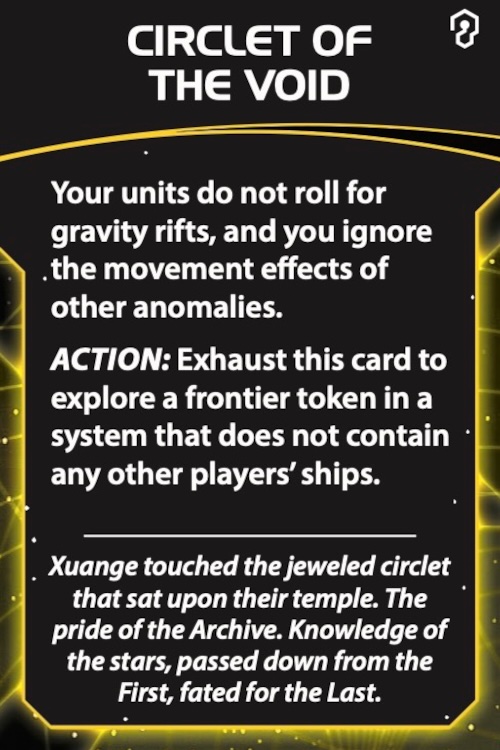 CIRCLET OF
THE VOID
Your units do not roll for
gravity rifts, and you ignore
the movement effects of
other anomalies.
ACTION: Exhaust this card to
explore a frontier token in a
system that does not contain
any other players’ ships.
Xuange touched the jeweled circlet
that sat upon their temple. The
pride of the Archive. Knowledge of
the stars, passed down from the
First, fated for the Last.